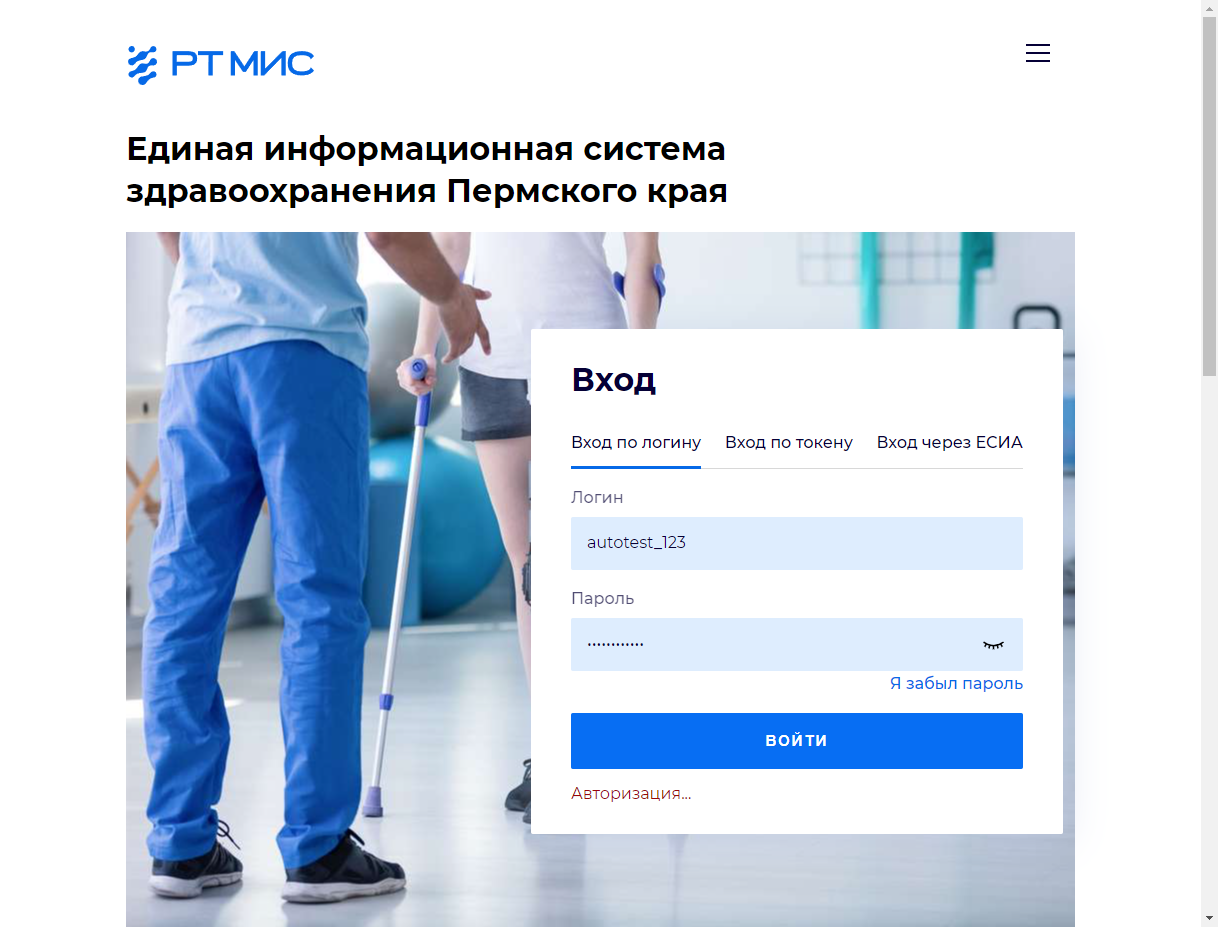 РТ МИС
Единая информационная система
здравоохранения Пермского края
Вход
Вход по логину Вход по токену Вход через ЕСИА
Логин
autotest_123
Пароль
••••••••••••
Я забыл пароль
ВОЙТИ
Авторизация...